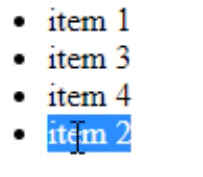 • item 1
• item 3
• item 4
• item 2